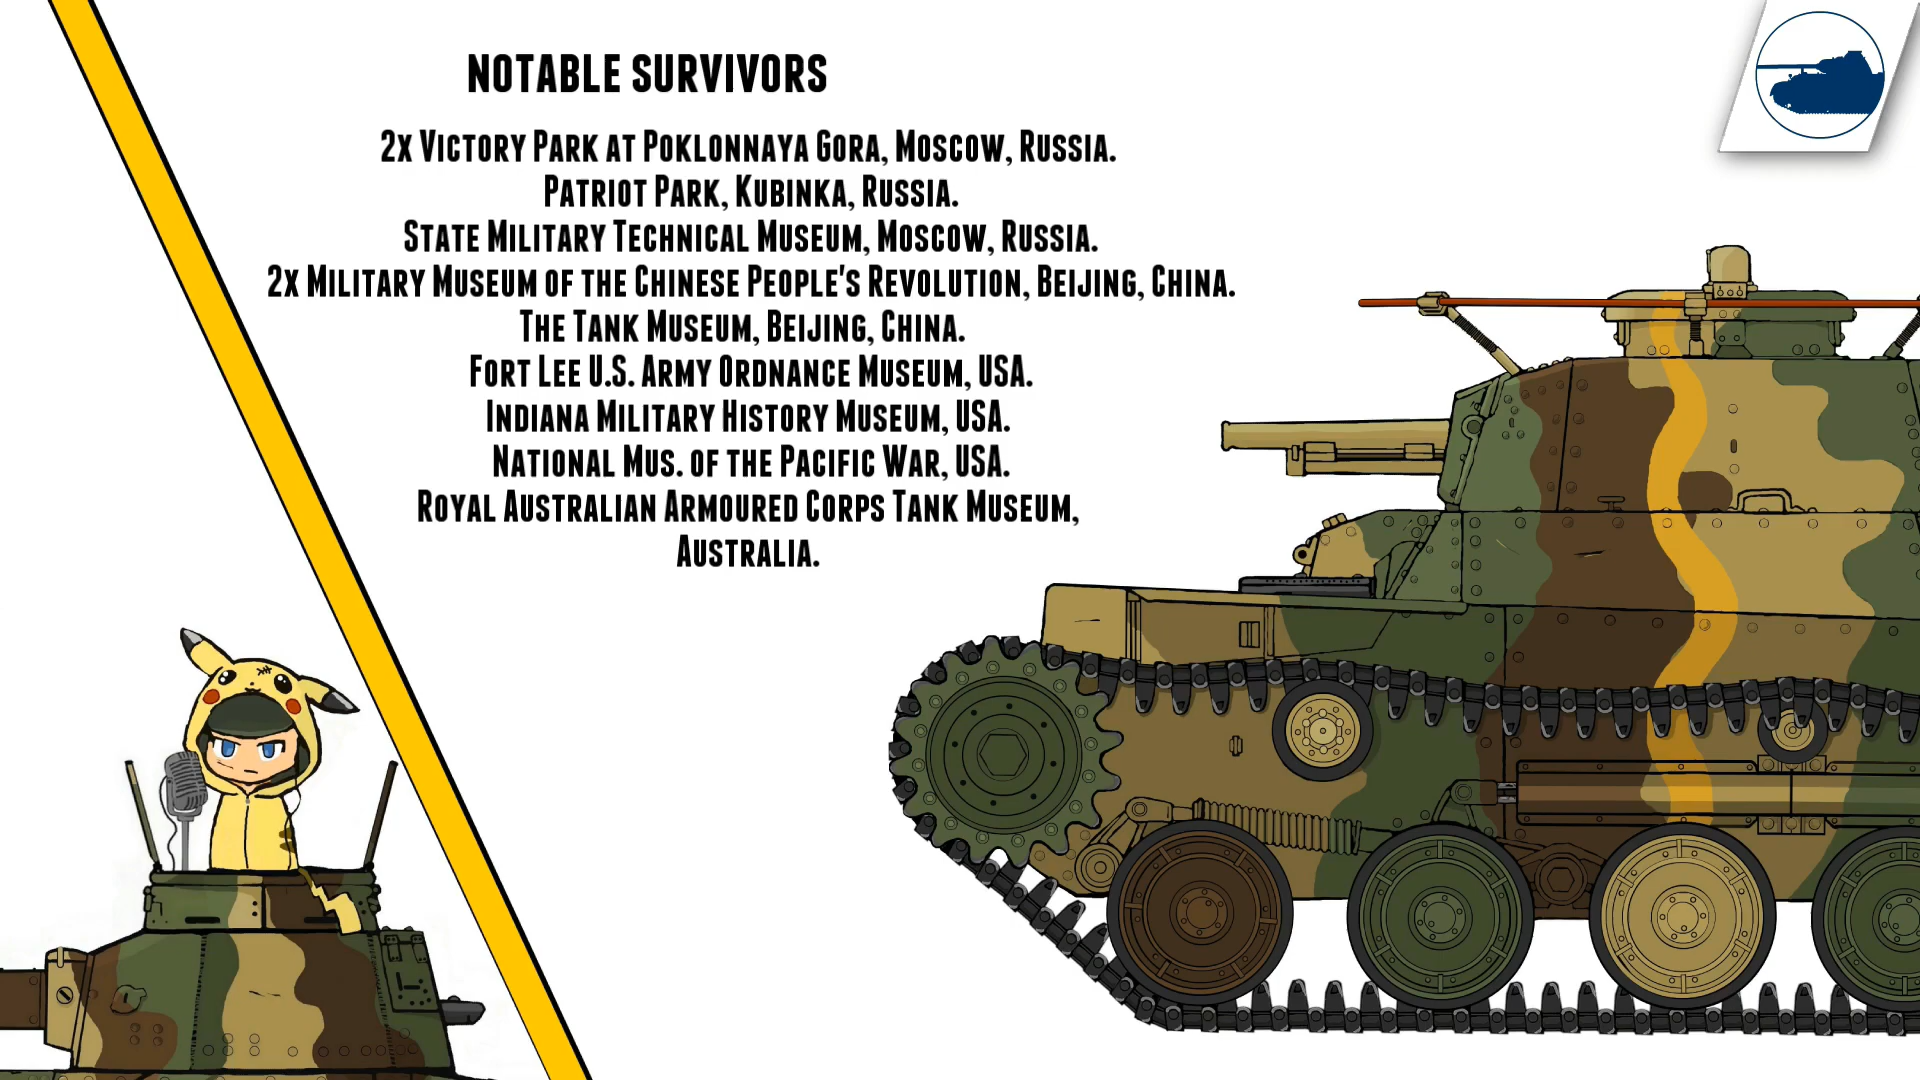 NOTABLE SURVIVORS
2x Victory Park at Poklonnaya Gora, Moscow, Russia.
Patriot Park, Kubinka, Russia.
State Military Technical Museum, Moscow, Russia.
2x Military Museum of the Chinese People's Revolution, Beijing, China.
The Tank Museum, Beijing, China.
Fort Lee U.S. Army Ordnance Museum, USA.
Indiana Military History Museum, USA.
National Mus. of the Pacific War, USA.
Royal Australian Armoured Corps Tank Museum,
Australia.